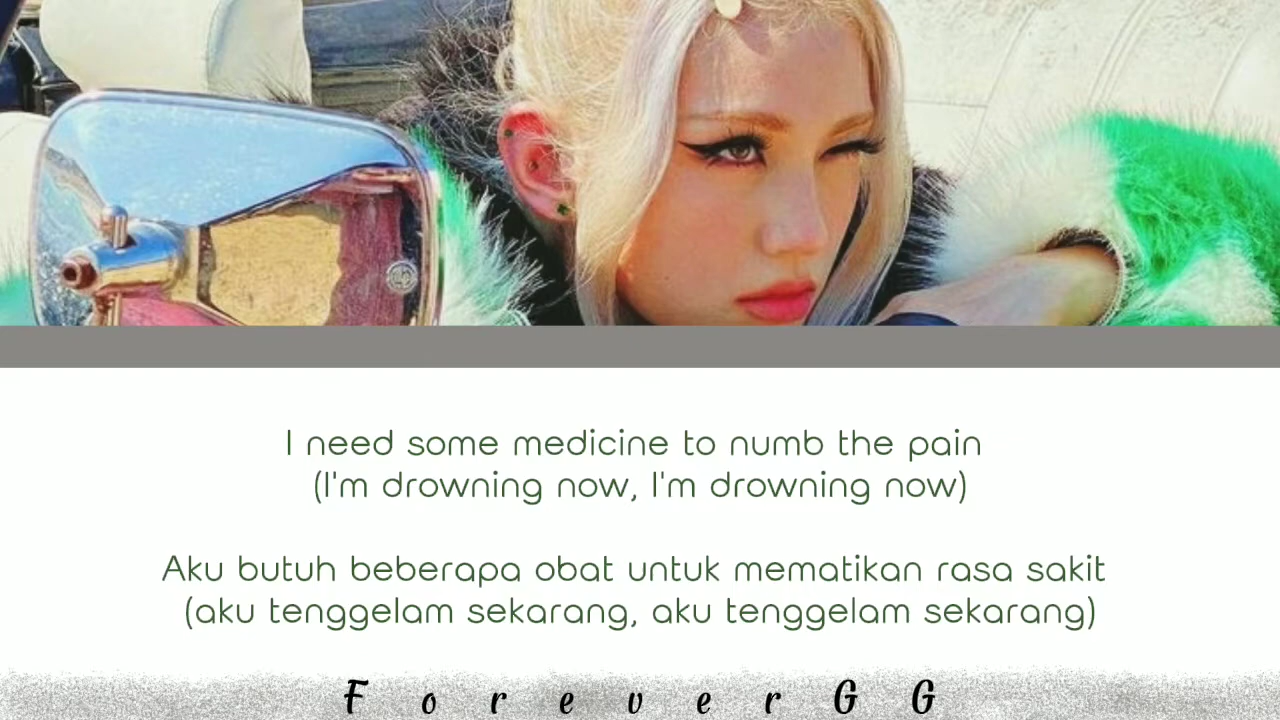 I need some medicine to numb the pain
(I'm drowning now, I'm drowning now)
Aku butuh beberapa obat untuk mematikan rasa sakit
(aku tenggelam sekarang, aku tenggelam sekarang)
ForeverGG